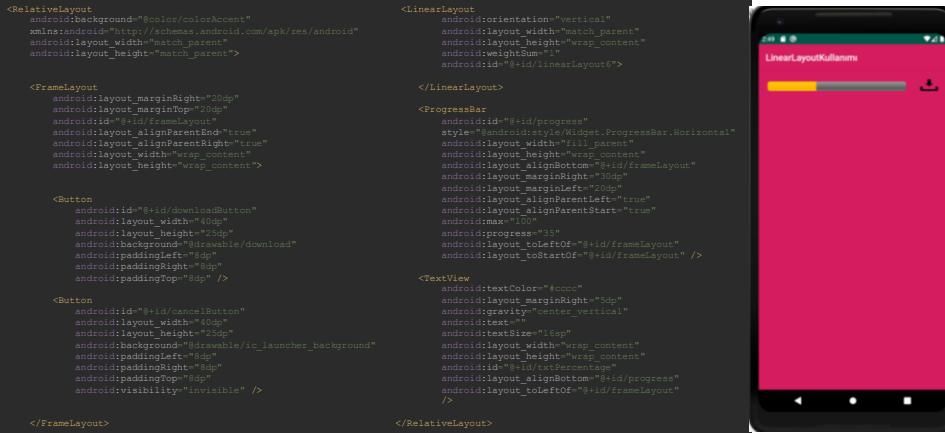 <RelativeLayout
android:background="@color/colorAccent"
xmlns:android="http://schemas.android.com/apk/res/android"
android:layout_width="match_parent"
android:layout_height="match_parent">
<FrameLayout
android:layout_marginRight="20dp"
android:layout_marginTop="20dp"
android:id="@+id/frameLayout"
android:layout_alignParentEnd="true"
android:layout_alignParentRight="true"
android:layout_width="wrap_content"
android:layout_height="wrap_content">
<Button
android:id="@+id/downloadButton"
android:layout_width="40dp"
android:layout_height="25dp"
android:background="@drawable/download"
android:paddingLeft="8dp"
android:paddingRight="8dp"
android:paddingTop="8dp" />
<Button
android:id="@+id/cancelButton"
android:layout_width="40dp"
android:layout_height="25dp"
android:background="@drawable/ic_launcher_background"
android:paddingLeft="8dp"
android:paddingRight="8dp"
android:paddingTop="8dp"
android:visibility="invisible" />
</FrameLayout>
<LinearLayout
android:orientation="vertical"
android:layout_width="match_parent"
android:layout_height="wrap_content"
android:weightSum="1"
android:id="@+id/linearLayout6">
</LinearLayout>
<ProgressBar
android:id="@+id/progress"
style="@android:style/Widget.ProgressBar.Horizontal"
android:layout_width="fill_parent"
android:layout_height="wrap_content"
android:layout_alignBottom="@+id/frameLayout"
android:layout_marginRight="30dp"
android:layout_marginLeft="20dp"
android:layout_alignParentLeft="true"
android:layout_alignParentStart="true"
android:max="100"
android:progress="35"
android:layout_toLeftOf="@+id/frameLayout"
android:layout_toStartOf="@+id/frameLayout" />
<TextView
android:textColor="#cccc"
android:layout_marginRight="5dp"
android:gravity="center_vertical"
android:text=""
android:textSize="16sp"
android:layout_width="wrap_content"
android:layout_height="wrap_content"
android:id="@+id/txtPercentage"
android:layout_alignBottom="@+id/progress"
android:layout_toLeftOf="@+id/frameLayout"
/>
</RelativeLayout>
2:49
LinearLayoutKullanımı